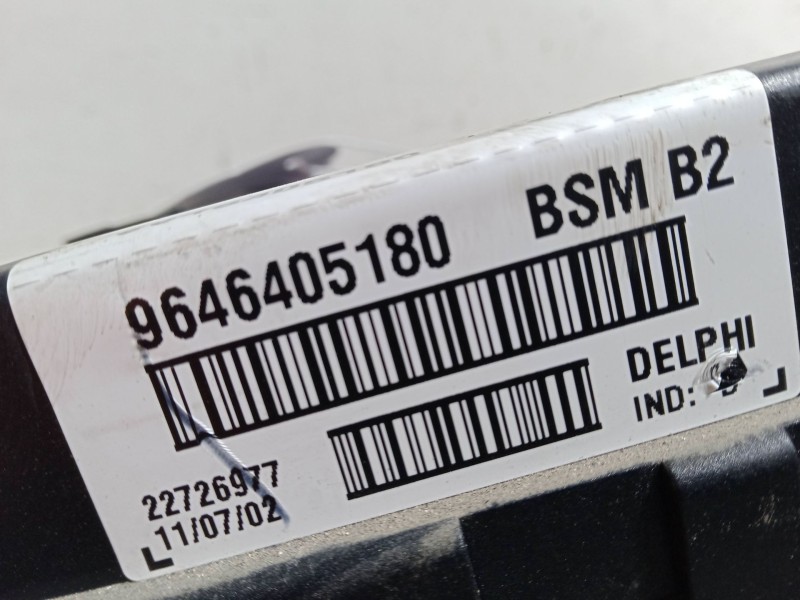 9646405180 BSM B2
DELPHI
IND:
22726977
11/07/02